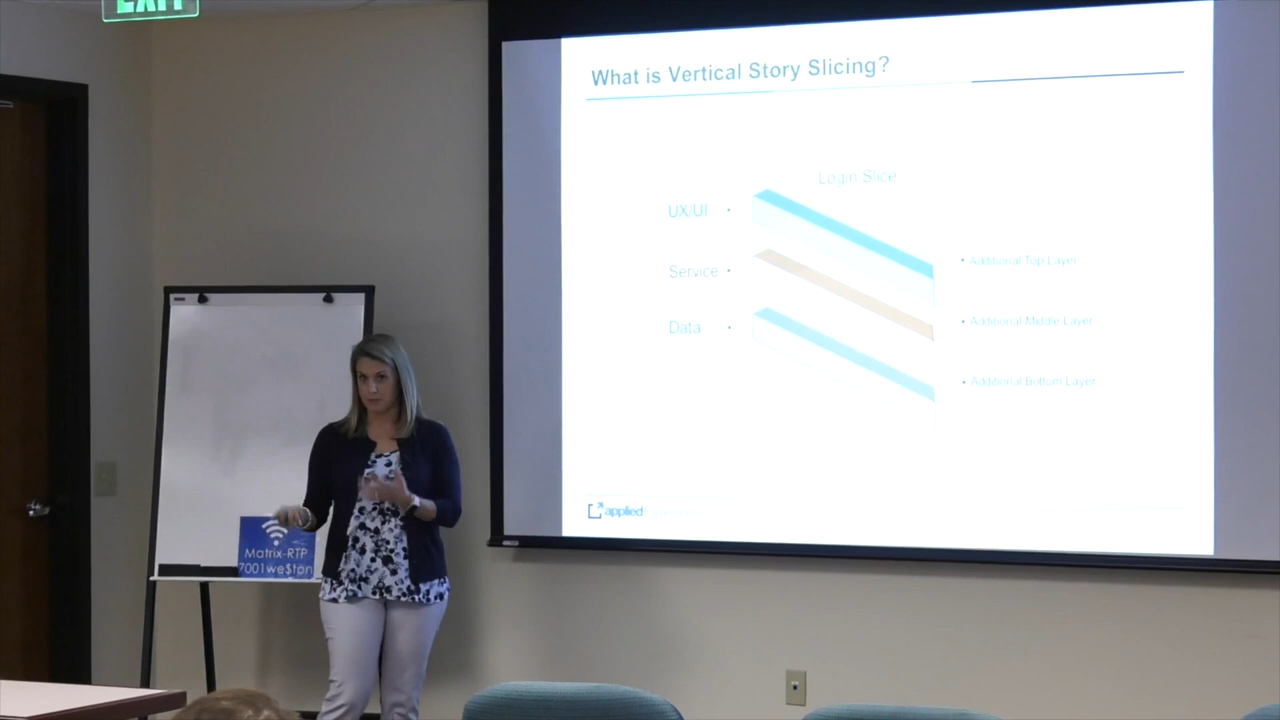 EXIT
What is Vertical Story Slicing?
Login Slice
UX/UI •
Service •
Data •
• Additional Top Layer
• Additional Middle Layer
• Additional Bottom Layer
applied
Matrix-RTP
7001we$ton